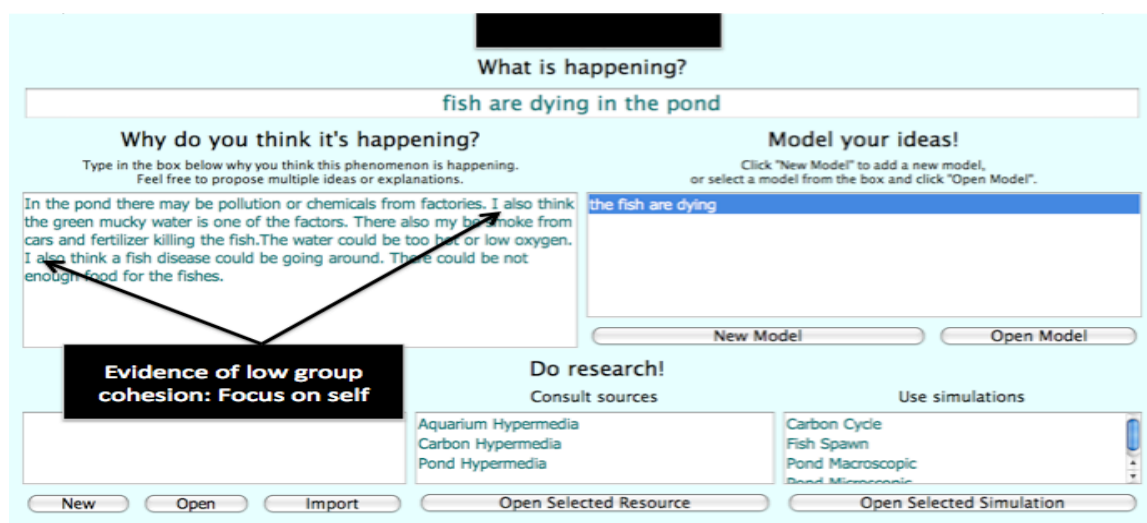 What is happening?
fish are dying in the pond
Why do you think it's happening?
Type in the box below why you think this phenomenon is happening.
Feel free to propose multiple ideas or explanations.
In the pond there may be pollution or chemicals from factories. I also think
the green mucky water is one of the factors. There also my be smoke from
cars and fertilizer killing the fish.The water could be too hot or low oxygen.
I also think a fish disease could be going around. There could be not
enough food for the fishes.
Model your ideas!
Click "New Model" to add a new model,
or select a model from the box and click "Open Model".
the fish are dying
New Model
Open Model
Evidence of low group
cohesion: Focus on self
Do research!
Consult sources
Use simulations
Aquarium Hypermedia
Carbon Hypermedia
Pond Hypermedia
Carbon Cycle
Fish Spawn
Pond Macroscopic
Pond Microscopic
New
Open
Import
Open Selected Resource
Open Selected Simulation